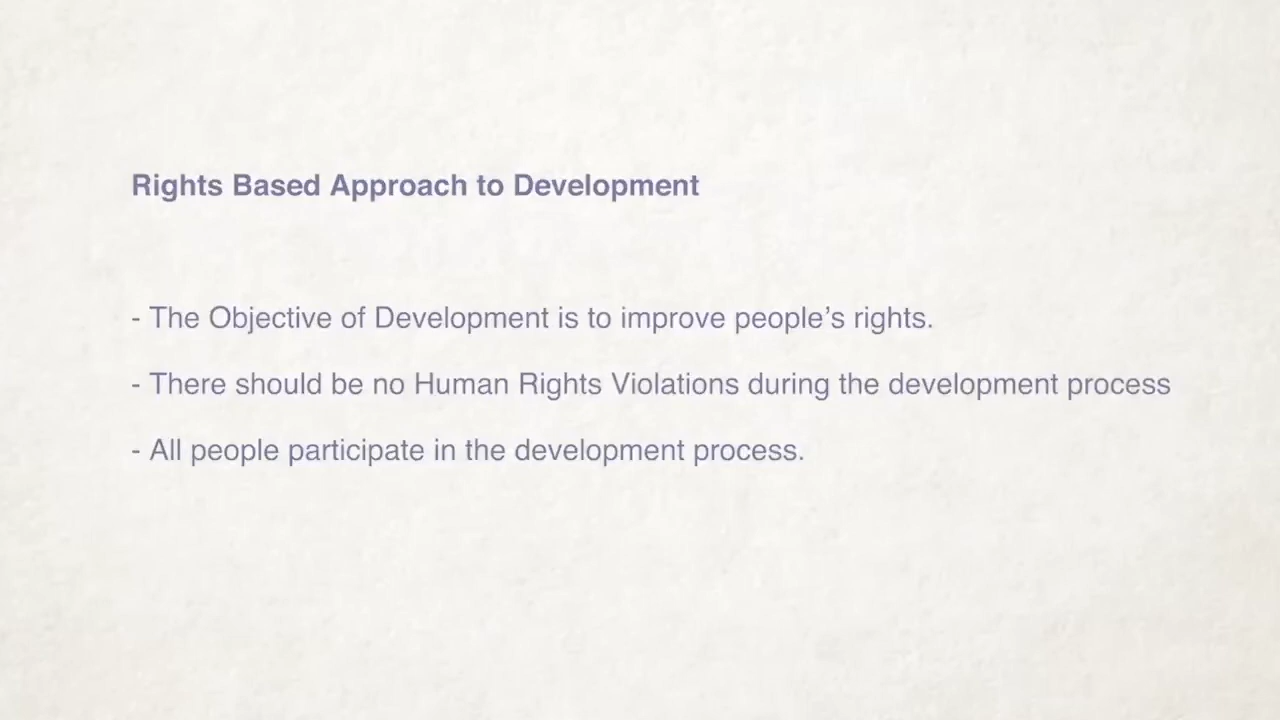 Rights Based Approach to Development
- The Objective of Development is to improve people’s rights.
- There should be no Human Rights Violations during the development process
- All people participate in the development process.